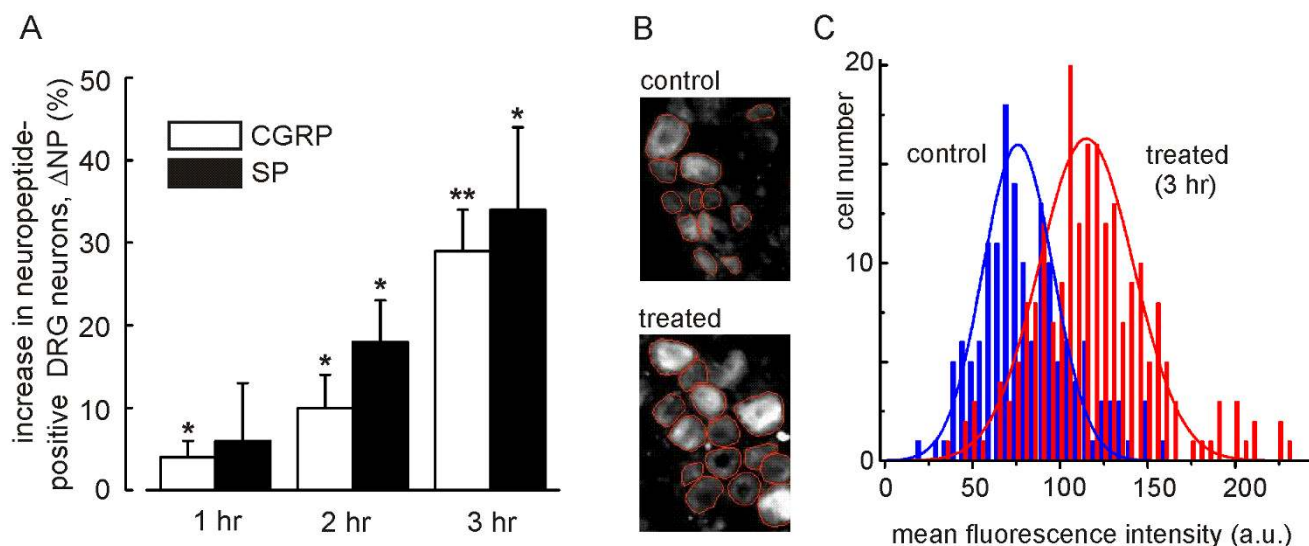 A
increase in neuropeptide-
positive DRG neurons, ΔNP (%)
50
40
30
20
10
0
CGRP
SP
*
*
*
**
*
1 hr
2 hr
3 hr
B
control
treated
C
cell number
20
10
0
control
treated
(3 hr)
0
50
100
150
200
mean fluorescence intensity (a.u.)